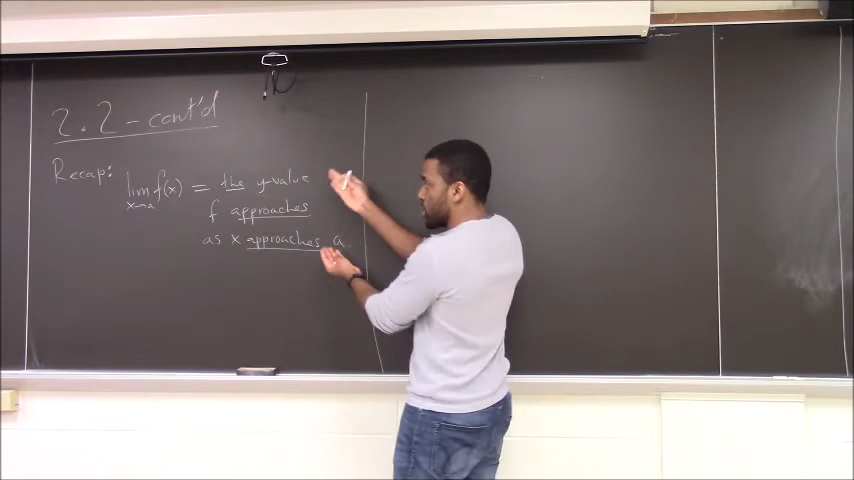 2.2 - cont'd
Recap: lim x→a f(x) = the y-value
f approaches
as x approaches a.